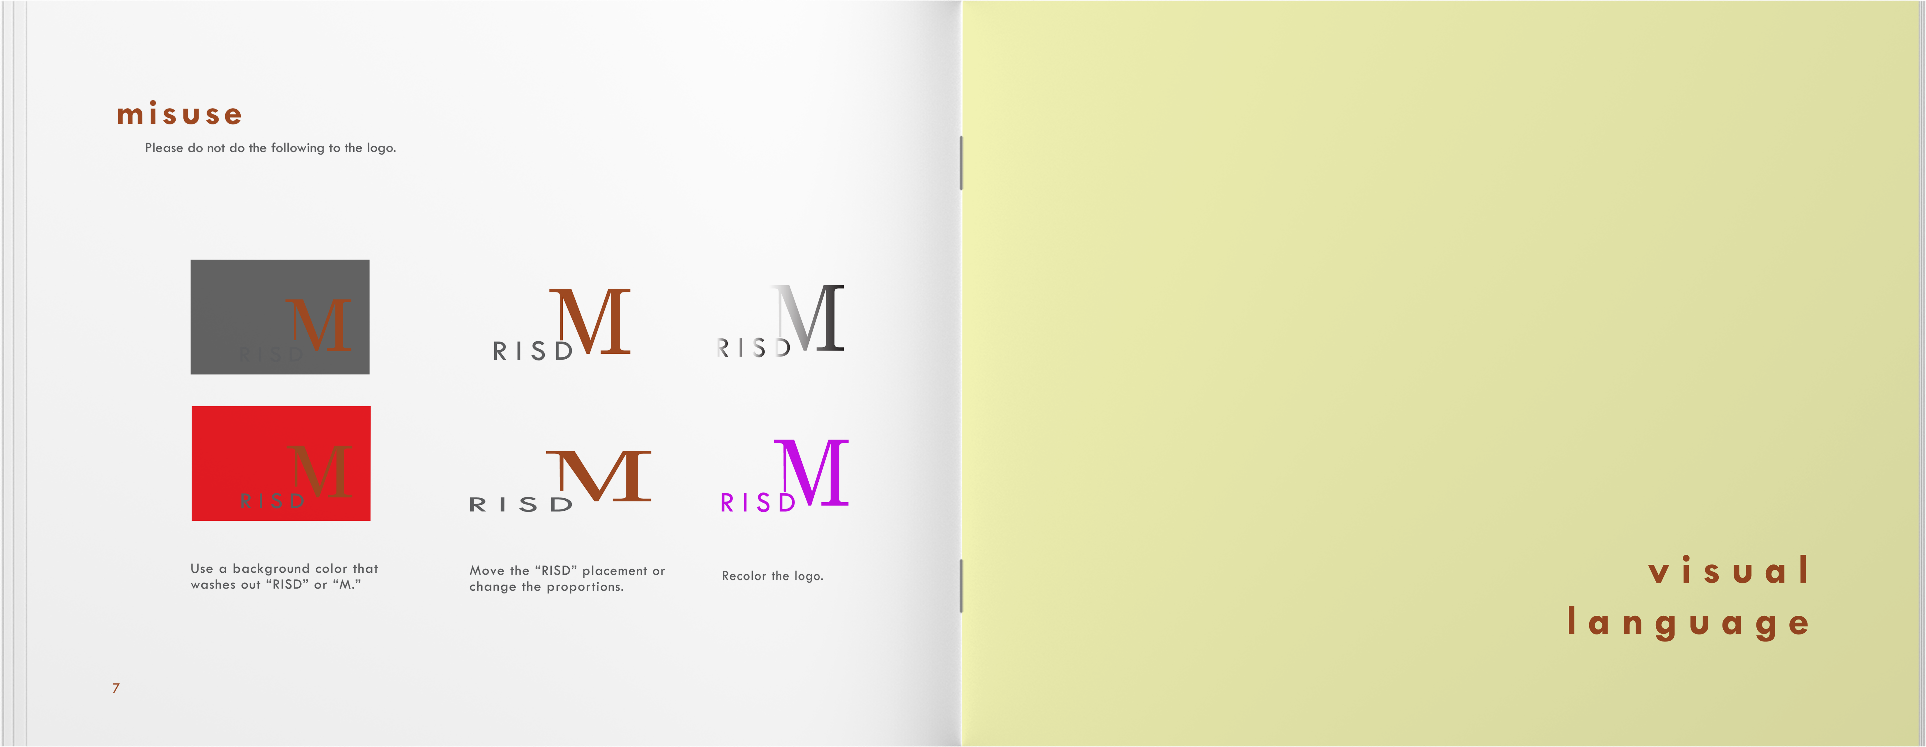 misuse
Please do not do the following to the logo.
RISD M
RISD M
RISD M
RISD M
RISD M
RISD M
Use a background color that
washes out “RISD” or “M.”
Move the “RISD” placement or
change the proportions.
Recolor the logo.
7
visual
language